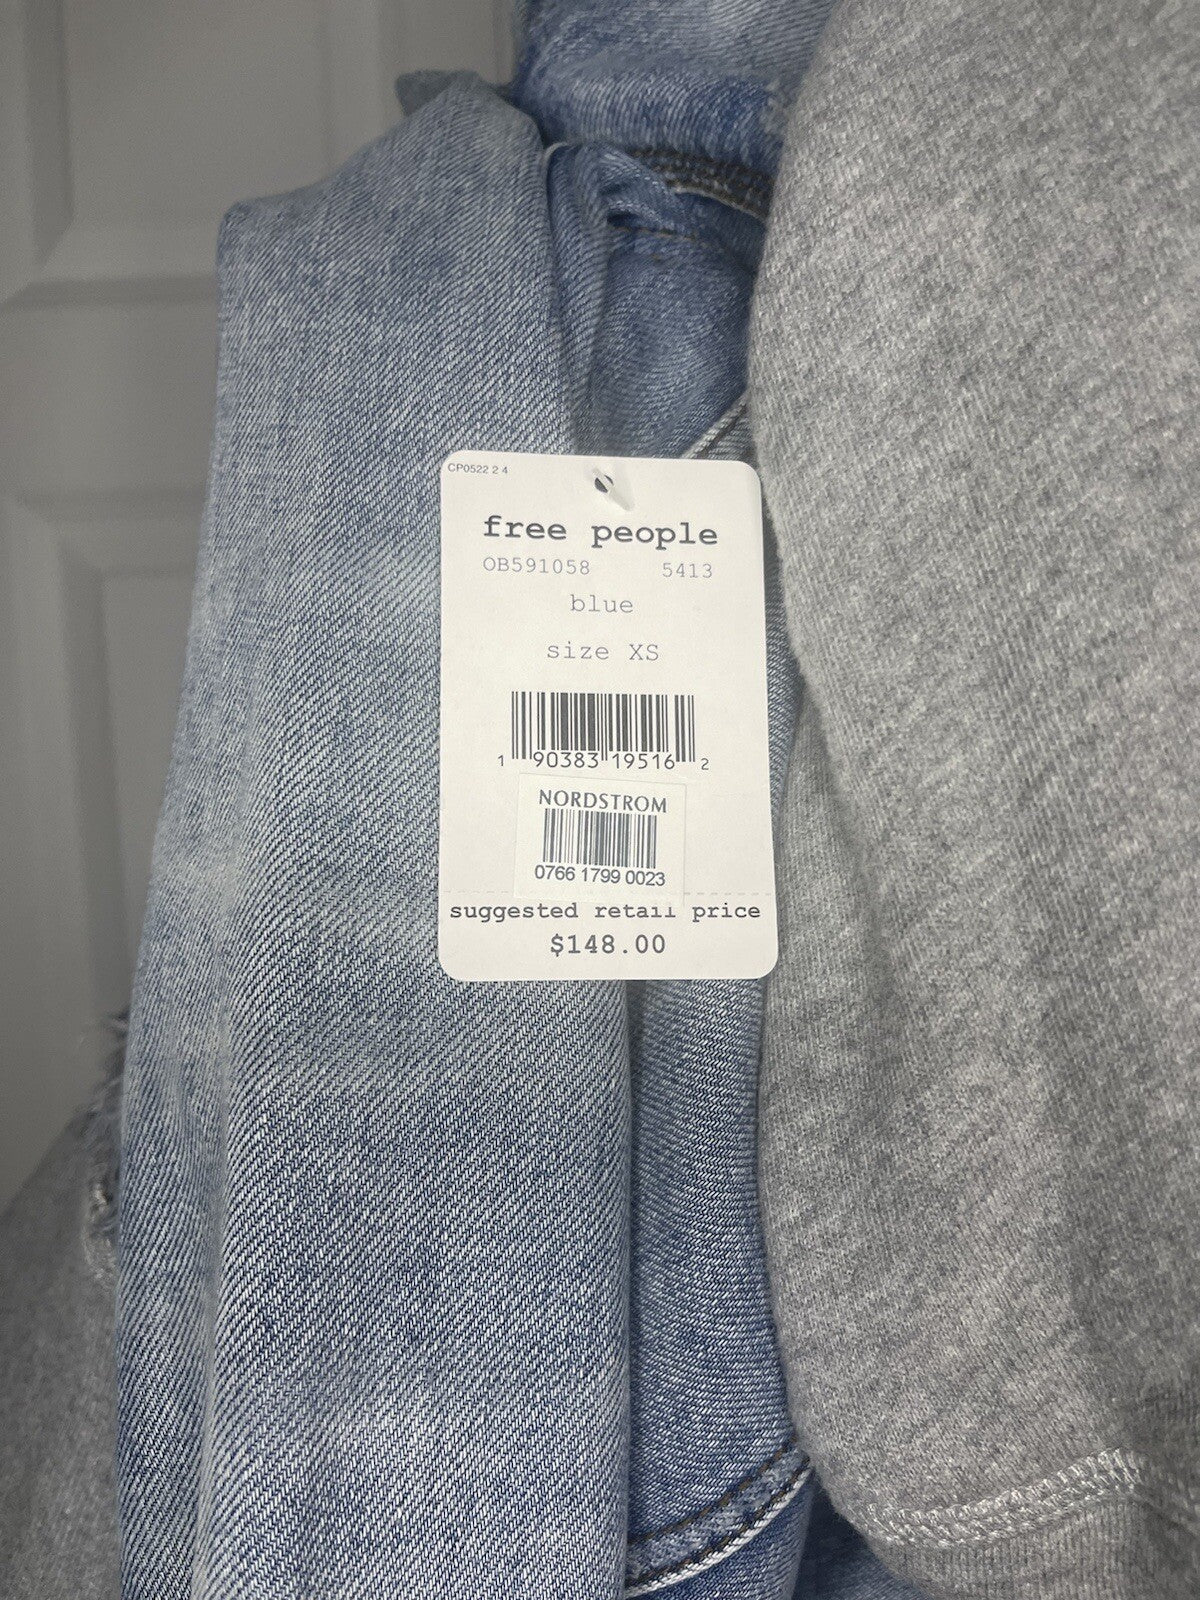 CP0522 2 4
free people
OB591058 5413
blue
size XS
1 90383 19516 2
NORDSTROM
0766 1799 0023
suggested retail price
$148.00